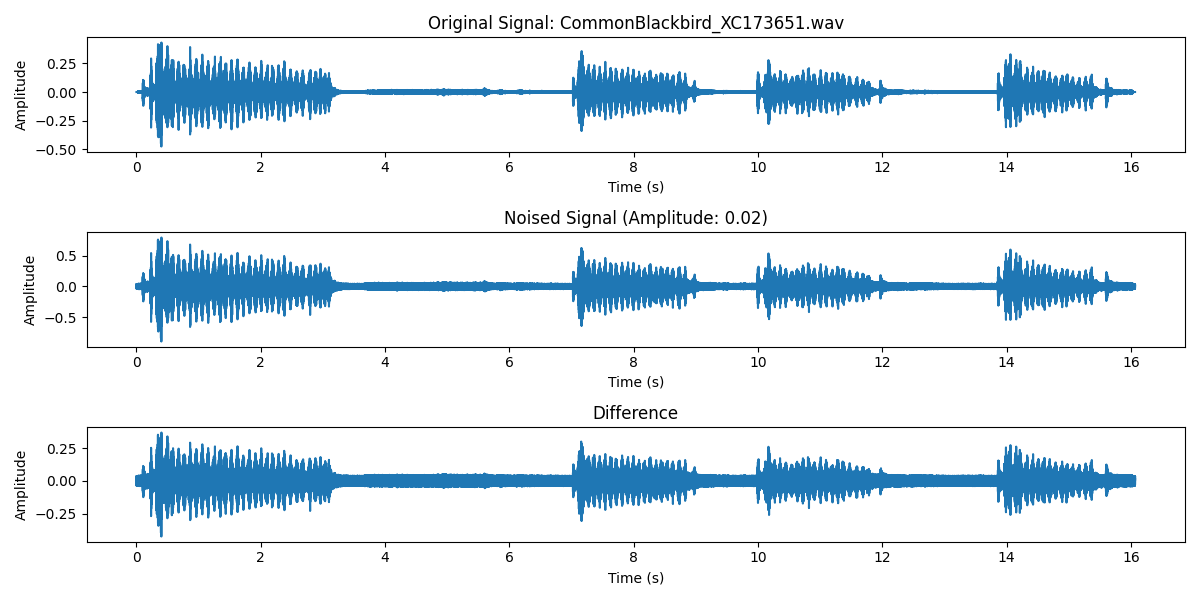 Original Signal: CommonBlackbird_XC173651.wav
Amplitude
0.25
0.00
−0.25
−0.50
0 2 4 6 8 10 12 14 16
Time (s)
Noised Signal (Amplitude: 0.02)
Amplitude
0.5
0.0
−0.5
0 2 4 6 8 10 12 14 16
Time (s)
Difference
Amplitude
0.25
0.00
−0.25
0 2 4 6 8 10 12 14 16
Time (s)